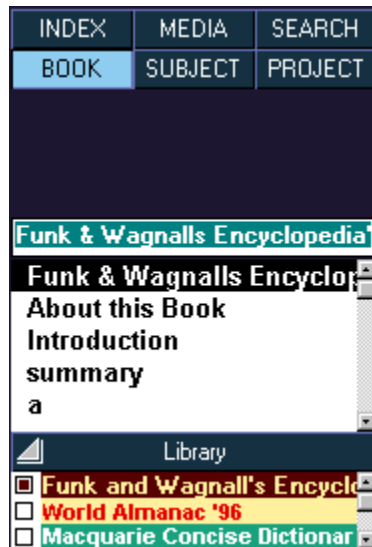 INDEX MEDIA SEARCH
BOOK SUBJECT PROJECT
Funk & Wagnalls Encyclopedia'
Funk & Wagnalls Encyclop
About this Book
Introduction
summary
a
Library
Funk and Wagnall's Encycle
World Almanac '96
Macquarie Concise Dictionar